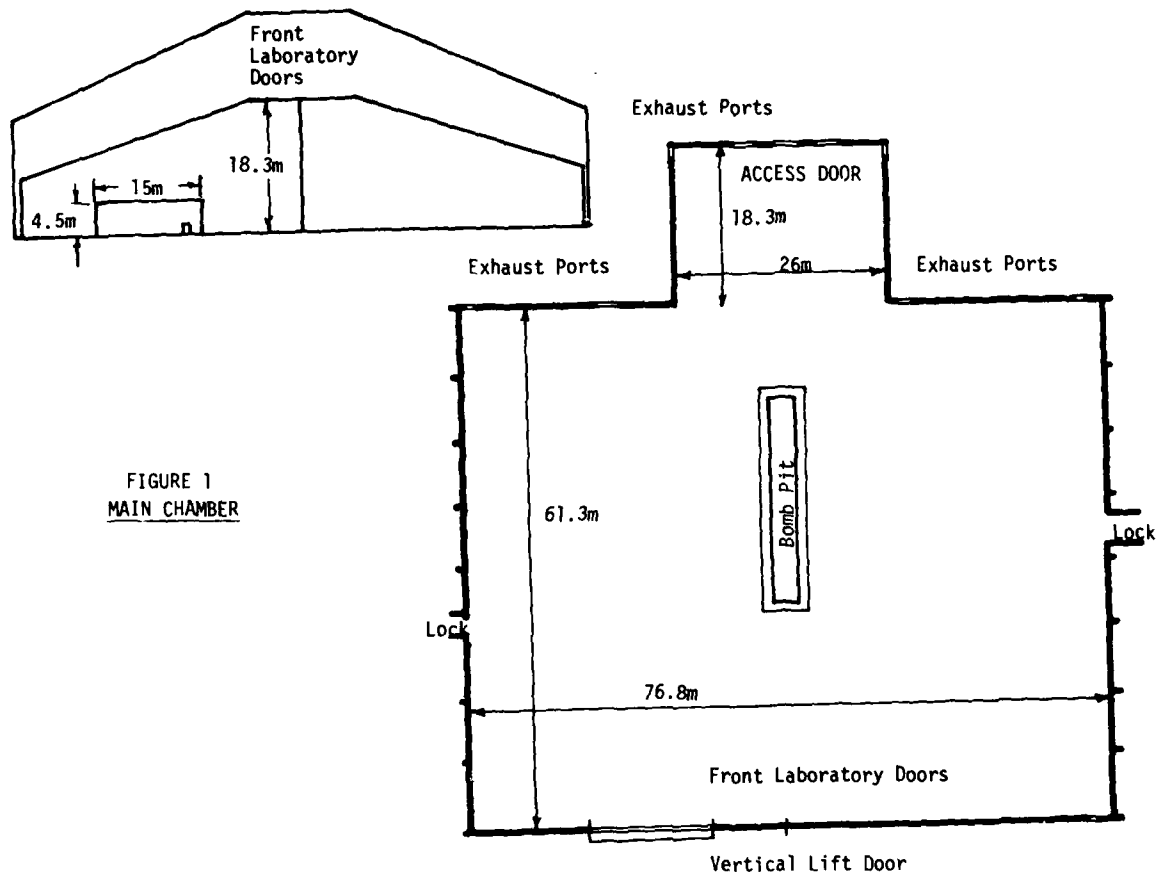 Front
Laboratory
Doors
18.3m
15m
4.5m
Exhaust Ports
ACCESS DOOR
18.3m
26m
Exhaust Ports
Exhaust Ports
FIGURE 1
MAIN CHAMBER
61.3m
Bomb Pit
Lock
Lock
76.8m
Front Laboratory Doors
Vertical Lift Door